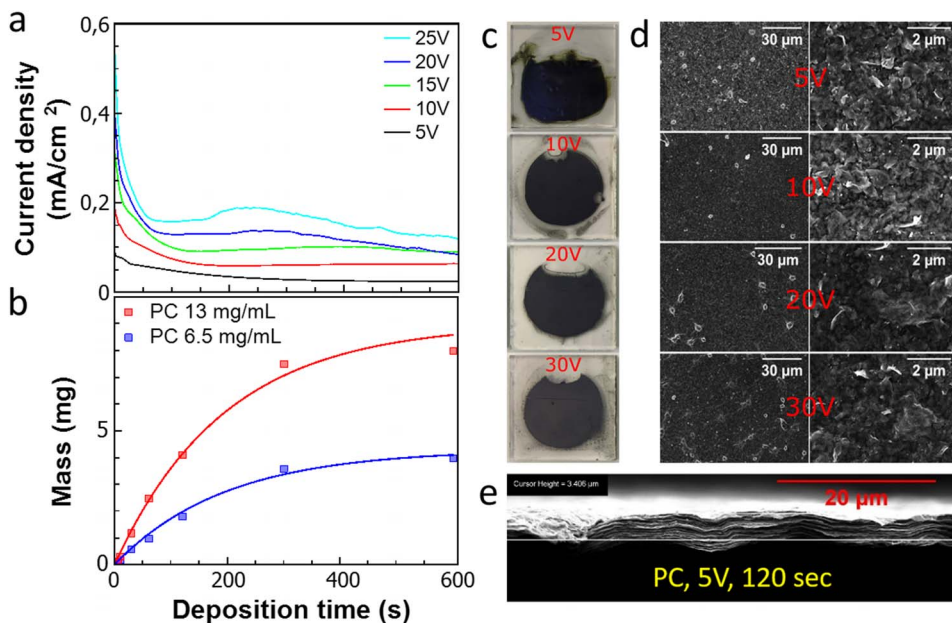 a
0,6
0,4
0,2
0
Current density
(mA/cm 2)
25V
20V
15V
10V
5V
b
PC 13 mg/mL
PC 6.5 mg/mL
8
4
0
Mass (mg)
0
200
400
600
Deposition time (s)
c
5V
10V
20V
30V
d
30 µm
2 µm
5V
30 µm
2 µm
10V
30 µm
2 µm
20V
30 µm
2 µm
30V
e
Cursor Height = 3.406 µm
20 µm
PC, 5V, 120 sec